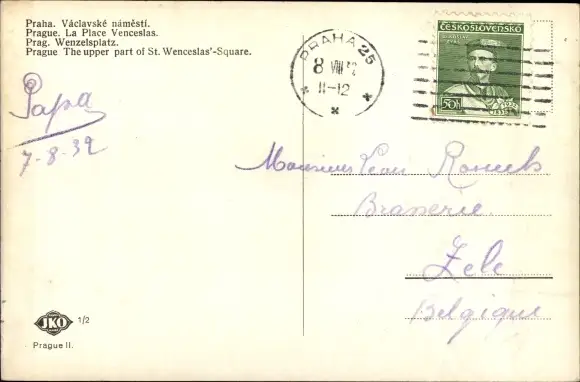 Praha. Václavské náměstí.
Prague. La Place Venceslas.
Prag. Wenzelsplatz.
Prague The upper part of St. Wenceslas'-Square.
Papa
7-8-32
PRAHA 25
8 VIII 32
11-12
ČESKOSLOVENSKO
50h
Monsieur Jean
Brasserie.
Zele
Belgique
JKO 1/2
Prague II.